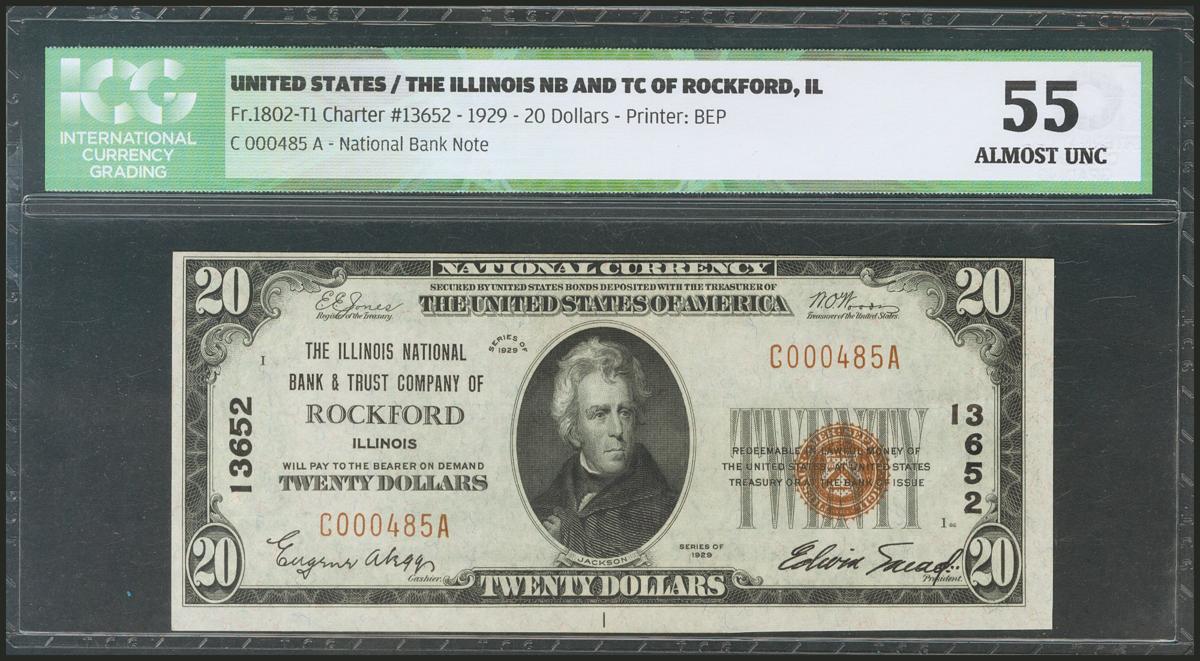 ICG
INTERNATIONAL
CURRENCY
GRADING
UNITED STATES / THE ILLINOIS NB AND TC OF ROCKFORD, IL
Fr.1802-T1 Charter #13652 - 1929 - 20 Dollars - Printer: BEP
C 000485 A - National Bank Note
55
ALMOST UNC
20
NATIONAL CURRENCY
20
SECURED BY UNITED STATES BONDS DEPOSITED WITH THE TREASURER OF
THE UNITED STATES OF AMERICA
E.E. Jones
Register of the Treasury.
W.O. Woods
Treasurer of the United States.
1
THE ILLINOIS NATIONAL
BANK & TRUST COMPANY OF
ROCKFORD
ILLINOIS
WILL PAY TO THE BEARER ON DEMAND
TWENTY DOLLARS
SERIES OF
1929
C000485A
13652
13652
TWENTY
REDEEMABLE IN LAWFUL MONEY OF
THE UNITED STATES, AT UNITED STATES
TREASURY OR AT THE BANK OF ISSUE
C000485A
JACKSON
SERIES OF
1929
20
Cashier.
TWENTY DOLLARS
Edwin
President.
20